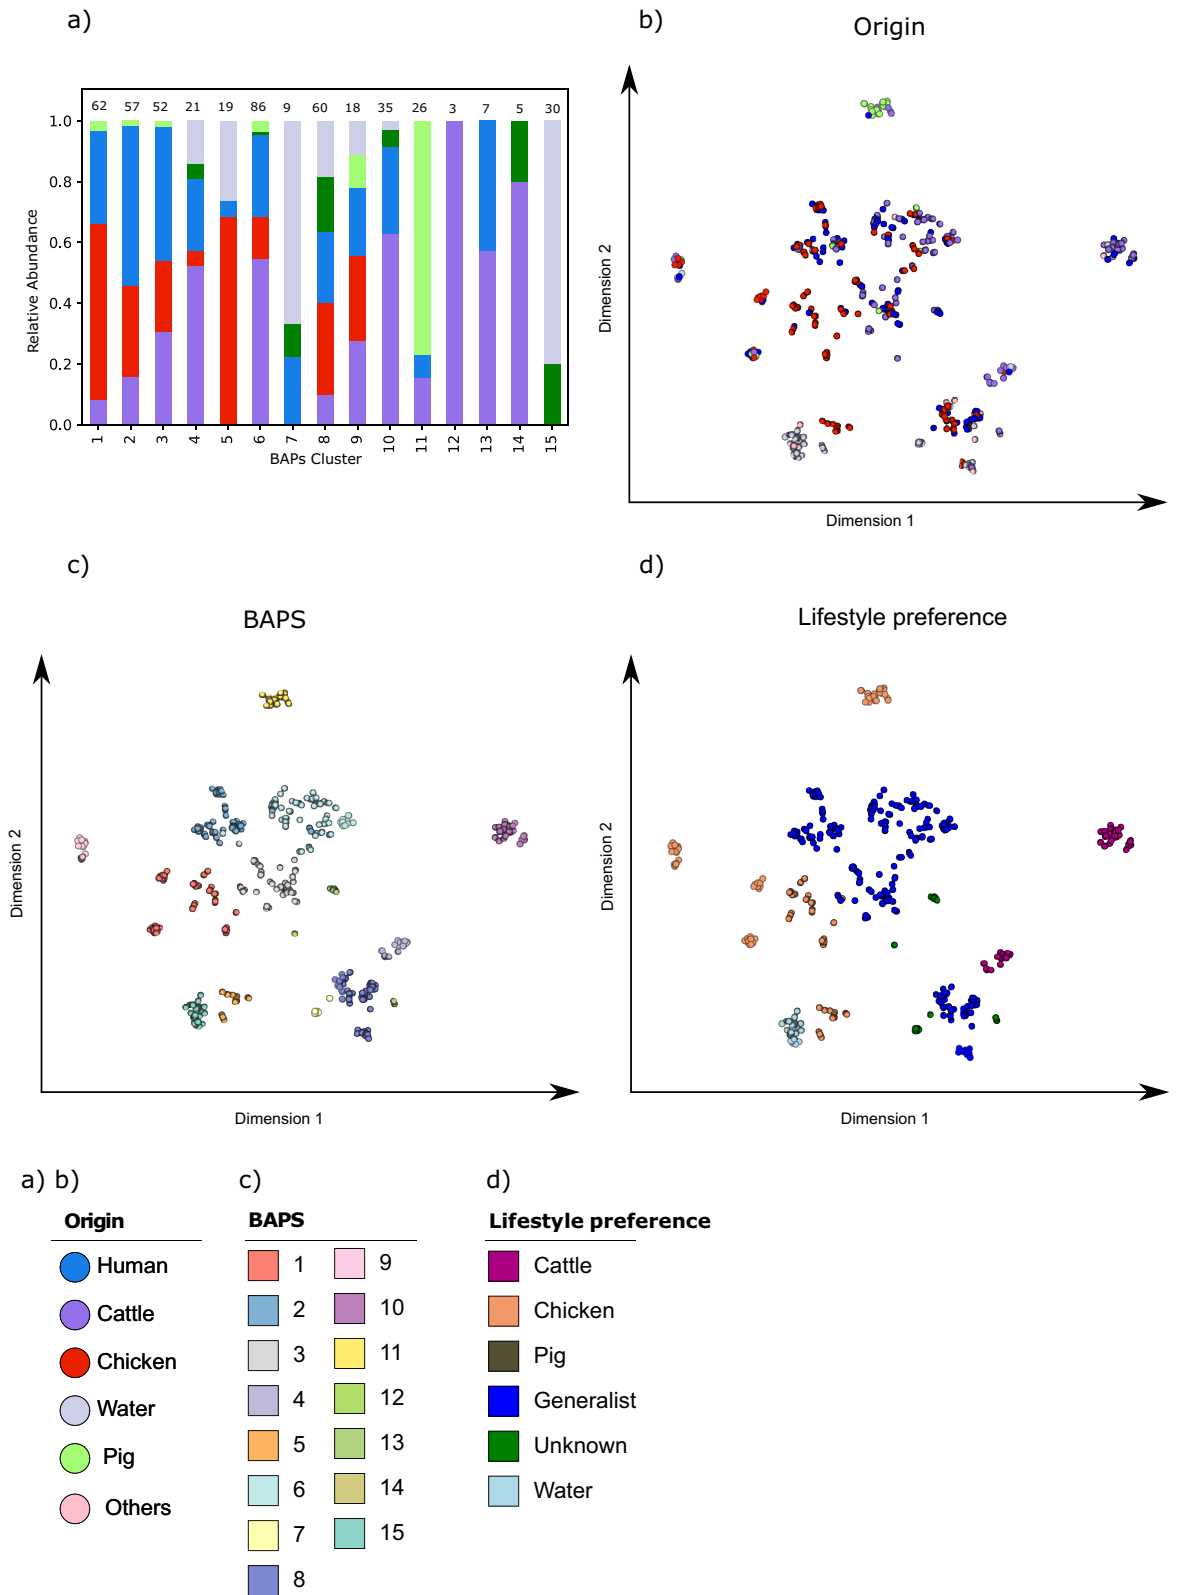 a)
b)
Origin
62 57 52 21 19 86 9 60 18 35 26 3 7 5 30
1.0
0.8
0.6
0.4
0.2
0.0
Relative Abundance
1 2 3 4 5 6 7 8 9 10 11 12 13 14 15
BAPs Cluster
Dimension 2
Dimension 1
c)
d)
BAPS
Lifestyle preference
Dimension 2
Dimension 1
Dimension 2
Dimension 1
a) b)
Origin
Human
Cattle
Chicken
Water
Pig
Others
c)
BAPS
1
2
3
4
5
6
7
8
9
10
11
12
13
14
15
d)
Lifestyle preference
Cattle
Chicken
Pig
Generalist
Unknown
Water